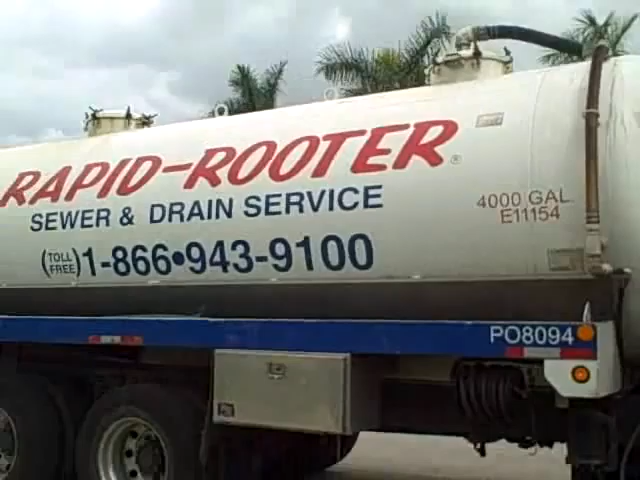 RAPID-ROOTER®
SEWER & DRAIN SERVICE
(TOLL FREE) 1-866•943-9100
4000 GAL
E11154
PO8094